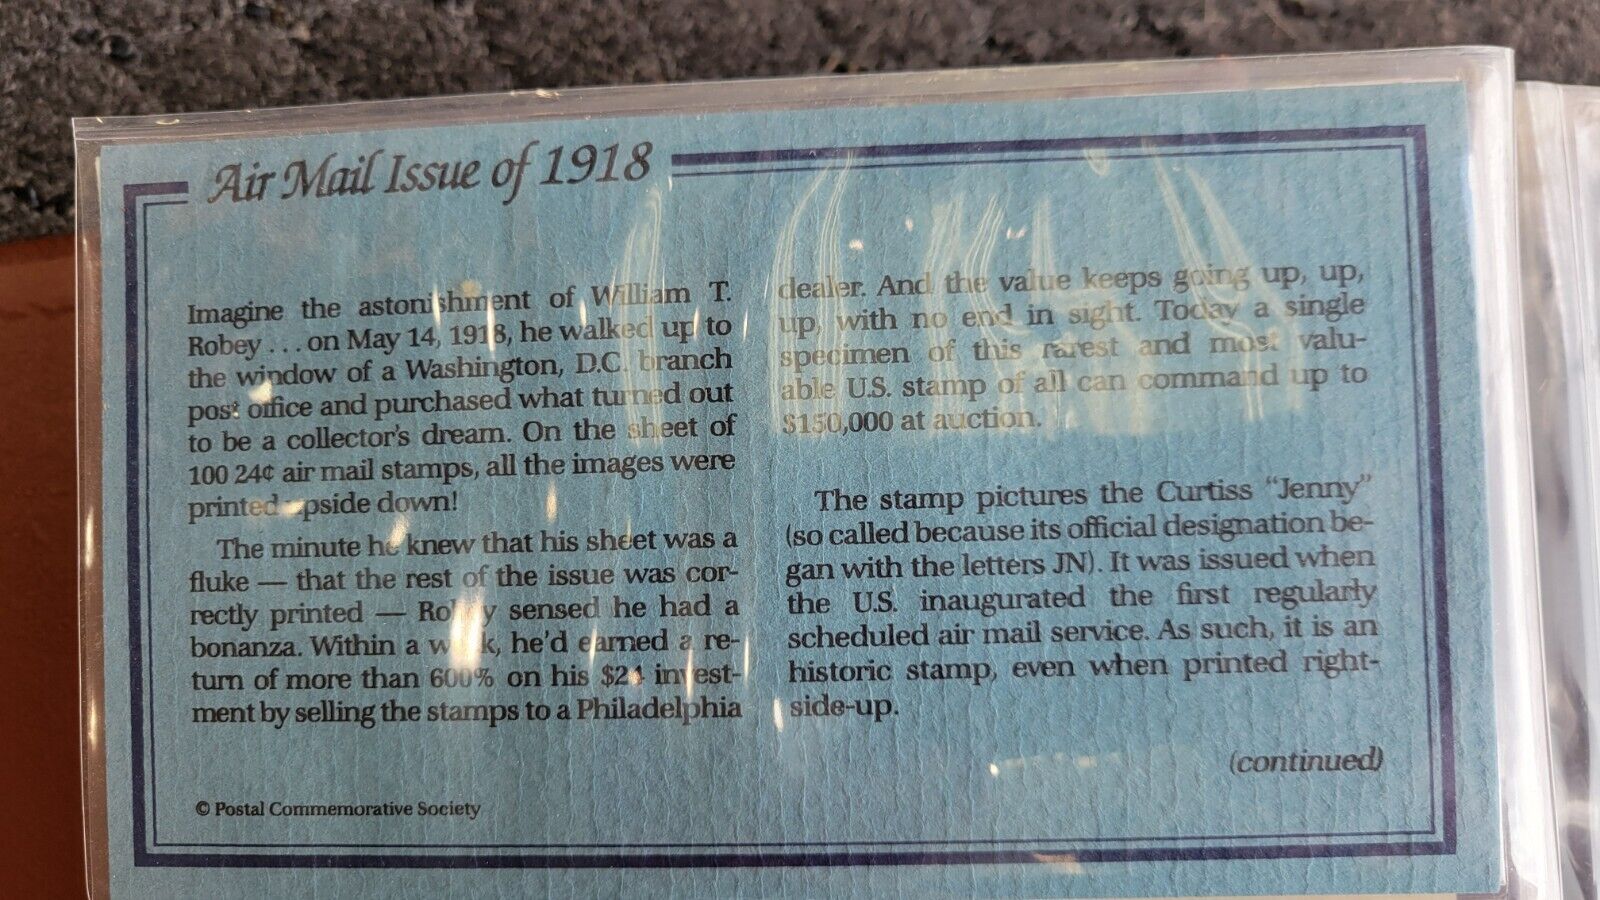 Air Mail Issue of 1918
Imagine the astonishment of William T.
Robey . . . on May 14, 1918, he walked up to
the window of a Washington, D.C. branch
post office and purchased what turned out
to be a collector's dream. On the sheet of
100 24¢ air mail stamps, all the images were
printed upside down!
The minute he knew that his sheet was a
fluke — that the rest of the issue was cor-
rectly printed — Robey sensed he had a
bonanza. Within a week, he'd earned a re-
turn of more than 600% on his $24 invest-
ment by selling the stamps to a Philadelphia
dealer. And the value keeps going up, up,
up, with no end in sight. Today a single
specimen of this rarest and most valu-
able U.S. stamp of all can command up to
$150,000 at auction.
The stamp pictures the Curtiss "Jenny"
(so called because its official designation be-
gan with the letters JN). It was issued when
the U.S. inaugurated the first regularly
scheduled air mail service. As such, it is an
historic stamp, even when printed right-
side-up.
(continued)
© Postal Commemorative Society